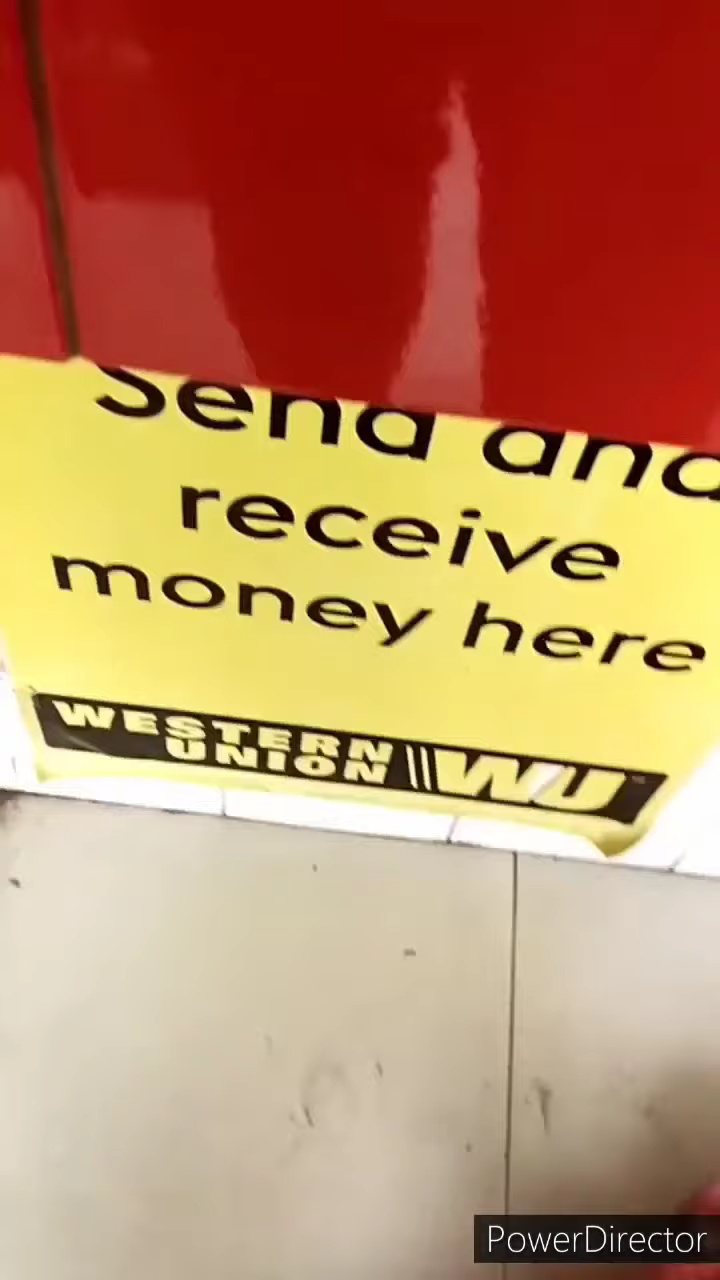 Send and
receive
money here
WESTERN
UNION WU
PowerDirector